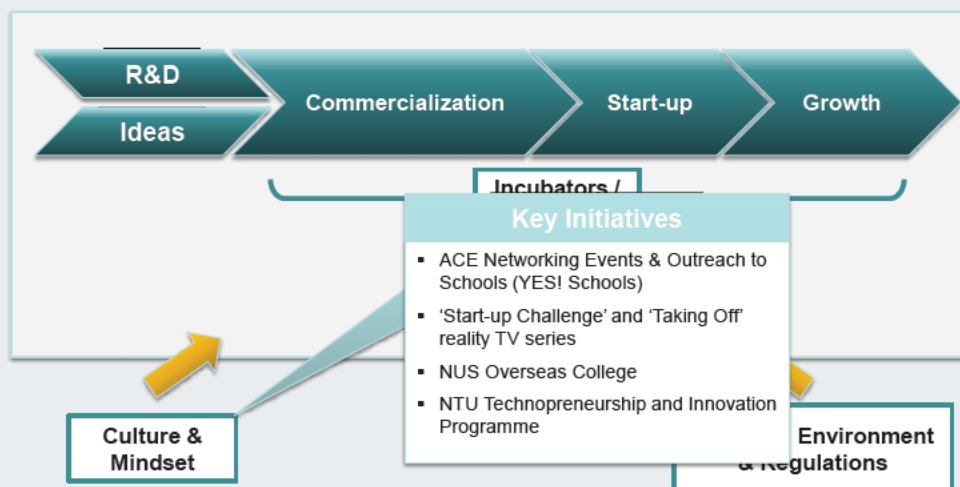 R&D
Ideas
Commercialization
Start-up
Growth
Incubators /
Key Initiatives
▪ ACE Networking Events & Outreach to
Schools (YES! Schools)
▪ ‘Start-up Challenge’ and ‘Taking Off’
reality TV series
▪ NUS Overseas College
▪ NTU Technopreneurship and Innovation
Programme
Culture &
Mindset
Environment
& Regulations